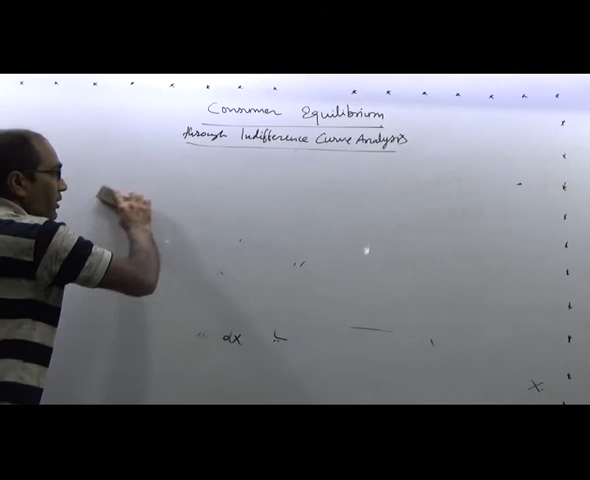 Consumer Equilibrium
through Indifference Curve Analysis
dx
X